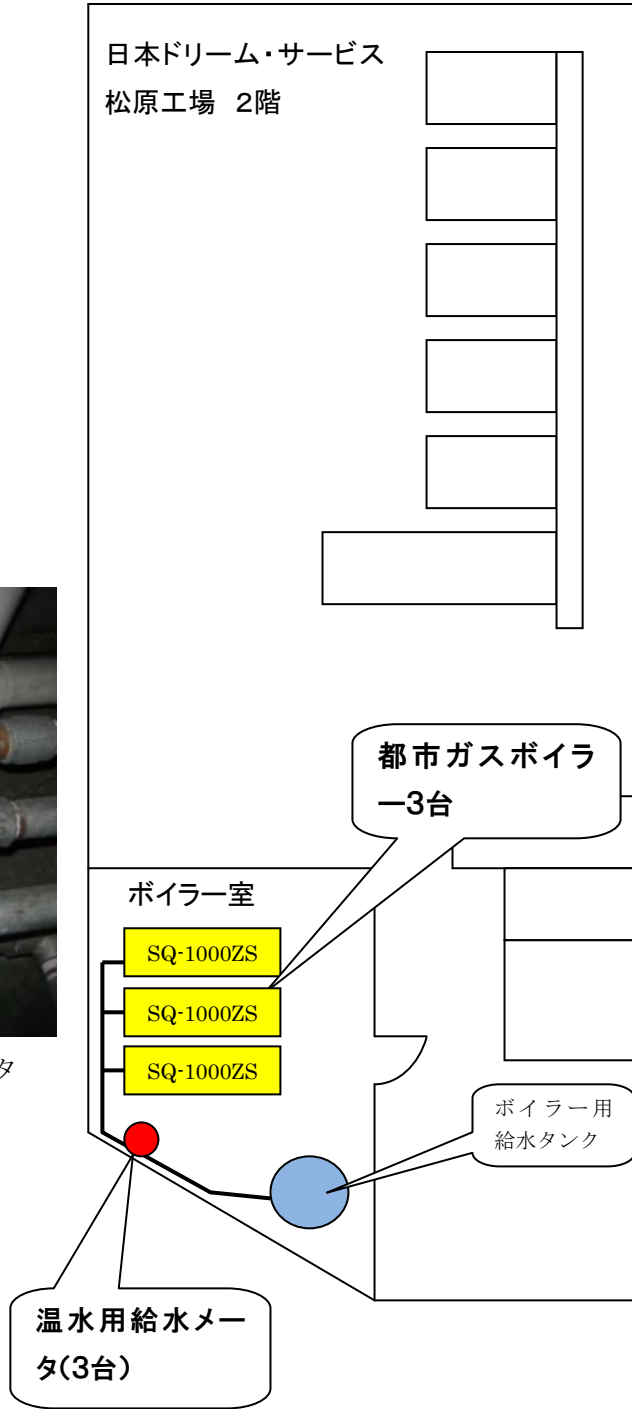 日本ドリーム・サービス
松原工場 2階
都市ガスボイラ
ー3台
ボイラー室
SQ-1000ZS
SQ-1000ZS
SQ-1000ZS
タ
ボイラー用
給水タンク
温水用給水メー
タ(3台)